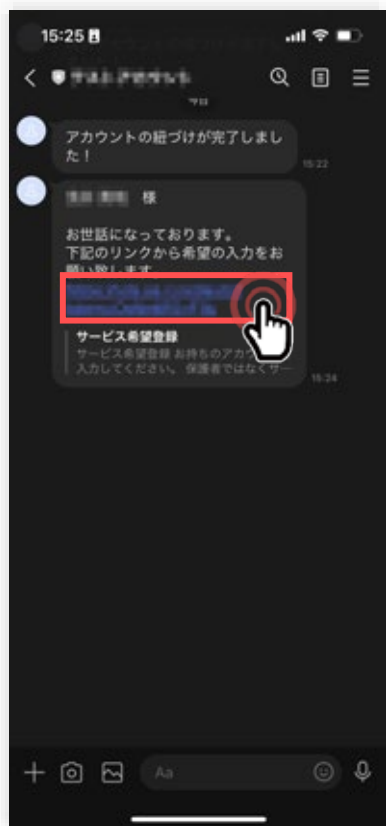 15:25
今日
アカウントの紐づけが完了しまし
た！
15:22
様
お世話になっております。
下記のリンクから希望の入力をお
願い致します
サービス希望登録
サービス希望登録 お持ちのアカウ
入力してください。 保護者ではなくサ…
15:24
Aa